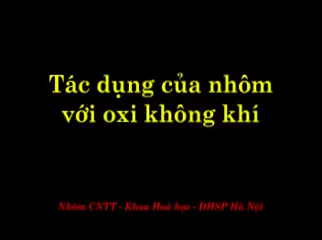 Tác dụng của nhôm
với oxi không khí
Nhóm CNTT - Khoa Hoá học - ĐHSP Hà Nội